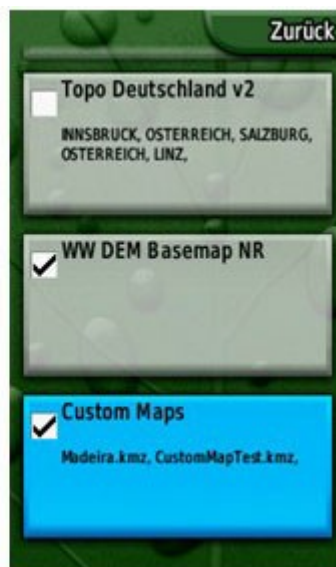 Zurück
Topo Deutschland v2
INNSBRUCK, OSTERREICH, SALZBURG,
OSTERREICH, LINZ,
WW DEM Basemap NR
Custom Maps
Madeira.kmz, CustomMapTest.kmz,